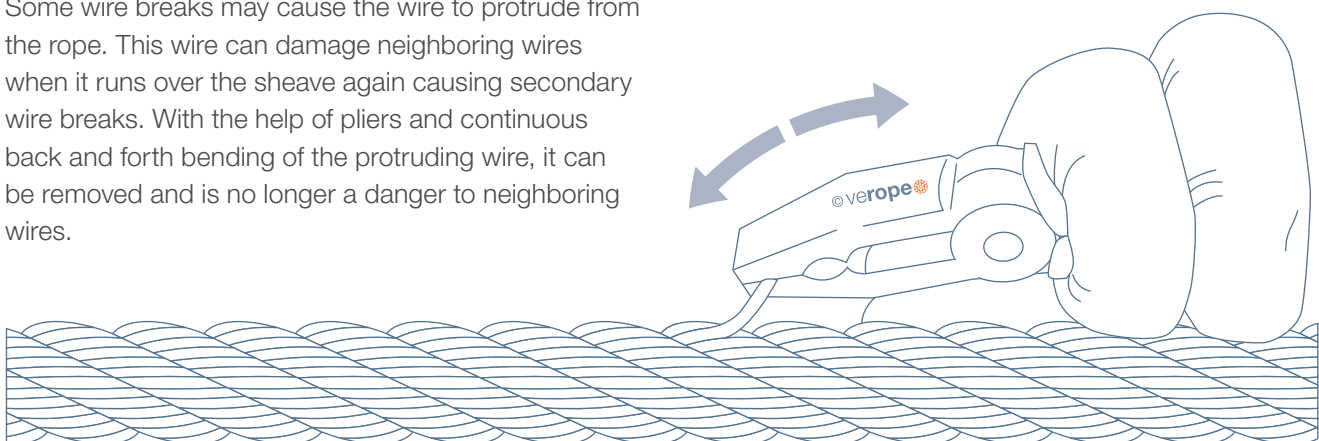 Some wire breaks may cause the wire to protrude from
the rope. This wire can damage neighboring wires
when it runs over the sheave again causing secondary
wire breaks. With the help of pliers and continuous
back and forth bending of the protruding wire, it can
be removed and is no longer a danger to neighboring
wires.
©verope